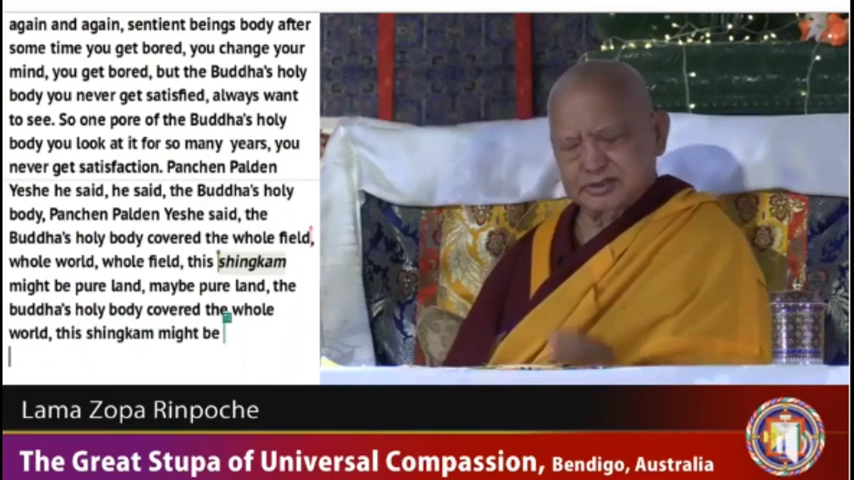 again and again, sentient beings body after
some time you get bored, you change your
mind, you get bored, but the Buddha's holy
body you never get satisfied, always want
to see. So one pore of the Buddha's holy
body you look at it for so many years, you
never get satisfaction. Panchen Palden
Yeshe he said, he said, the Buddha's holy
body, Panchen Palden Yeshe said, the
Buddha's holy body covered the whole field,
whole world, whole field, this shingkam
might be pure land, maybe pure land, the
buddha's holy body covered the whole
world, this shingkam might be
Lama Zopa Rinpoche
The Great Stupa of Universal Compassion, Bendigo, Australia